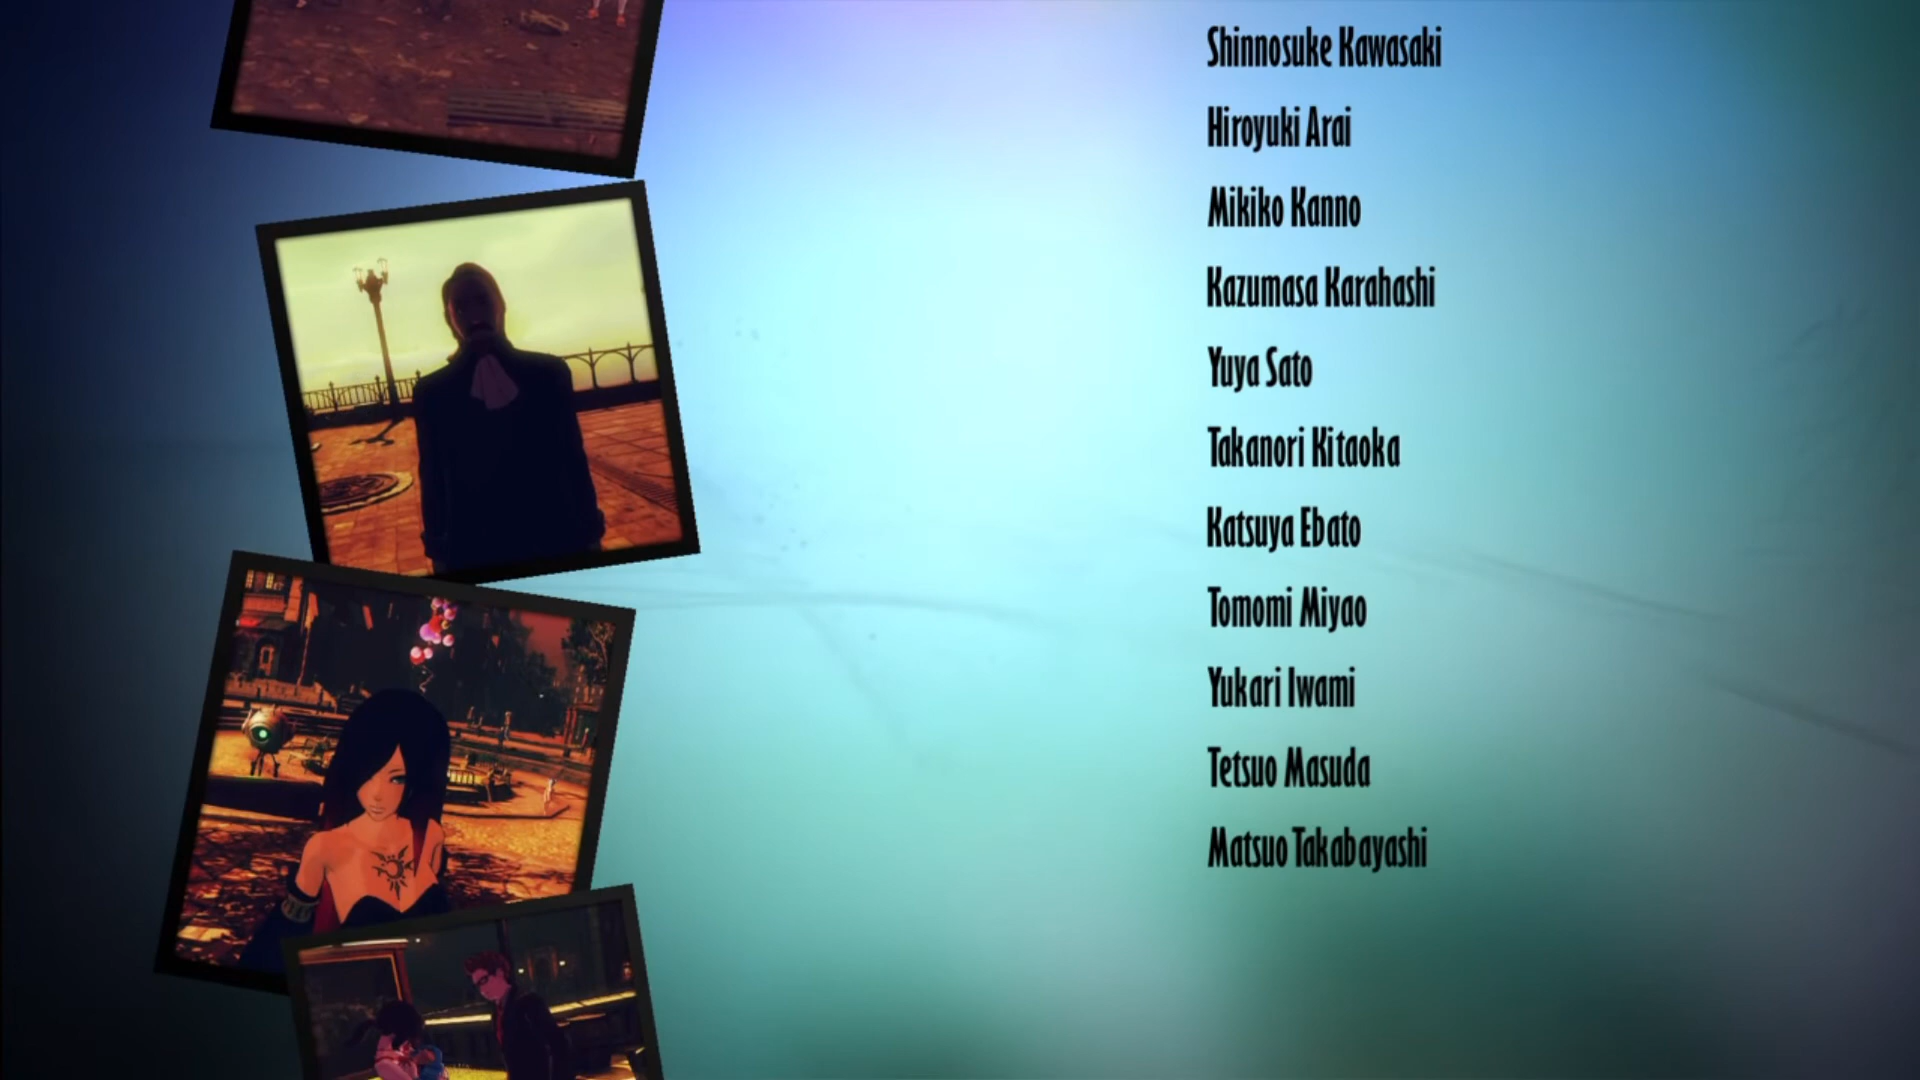 Shinnosuke Kawasaki
Hiroyuki Arai
Mikiko Kanno
Kazumasa Karahashi
Yuya Sato
Takanori Kitaoka
Katsuya Ebato
Tomomi Miyao
Yukari Iwami
Tetsuo Masuda
Matsuo Takabayashi